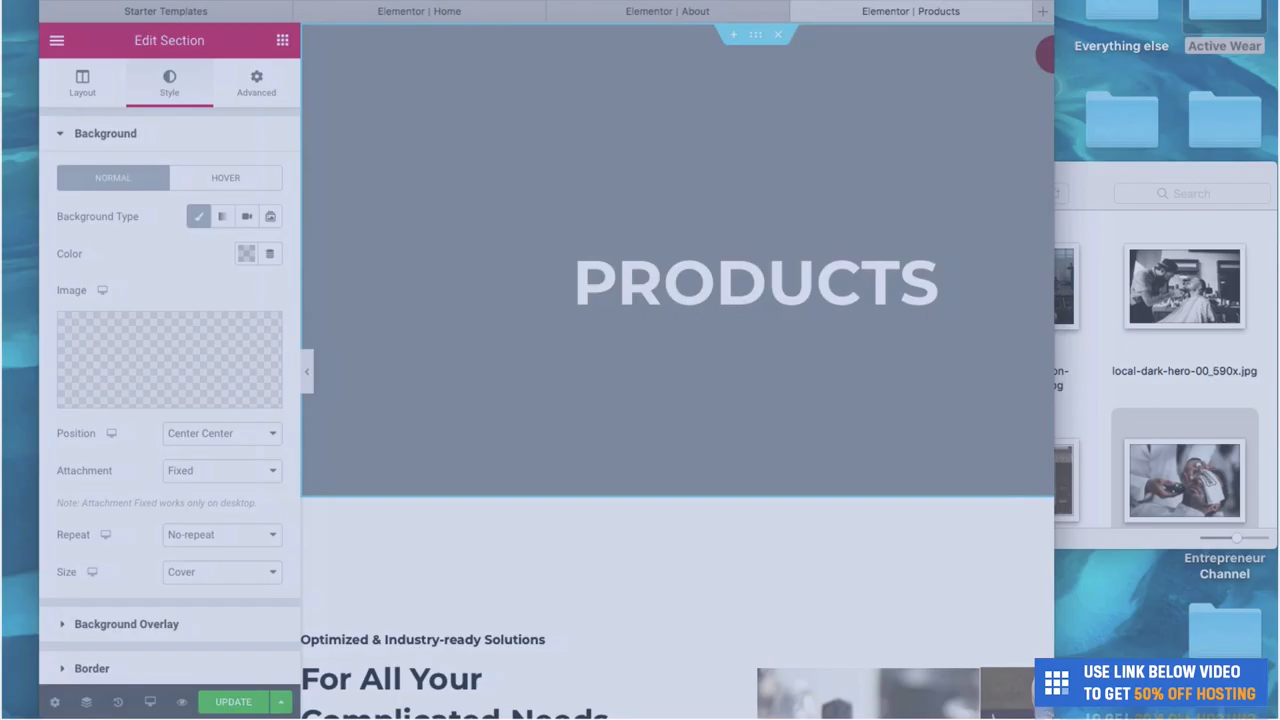 Starter Templates
Elementor | Home
Elementor | About
Elementor | Products
Edit Section
Layout
Style
Advanced
Background
NORMAL
HOVER
Background Type
Color
Image
Position
Center Center
Attachment
Fixed
Note: Attachment Fixed works only on desktop.
Repeat
No-repeat
Size
Cover
Background Overlay
Border
UPDATE
PRODUCTS
Optimized & Industry-ready Solutions
For All Your
Complicated Needs
Everything else
Active Wear
Search
local-dark-hero-00_590x.jpg
Entrepreneur
Channel
USE LINK BELOW VIDEO
TO GET 50% OFF HOSTING